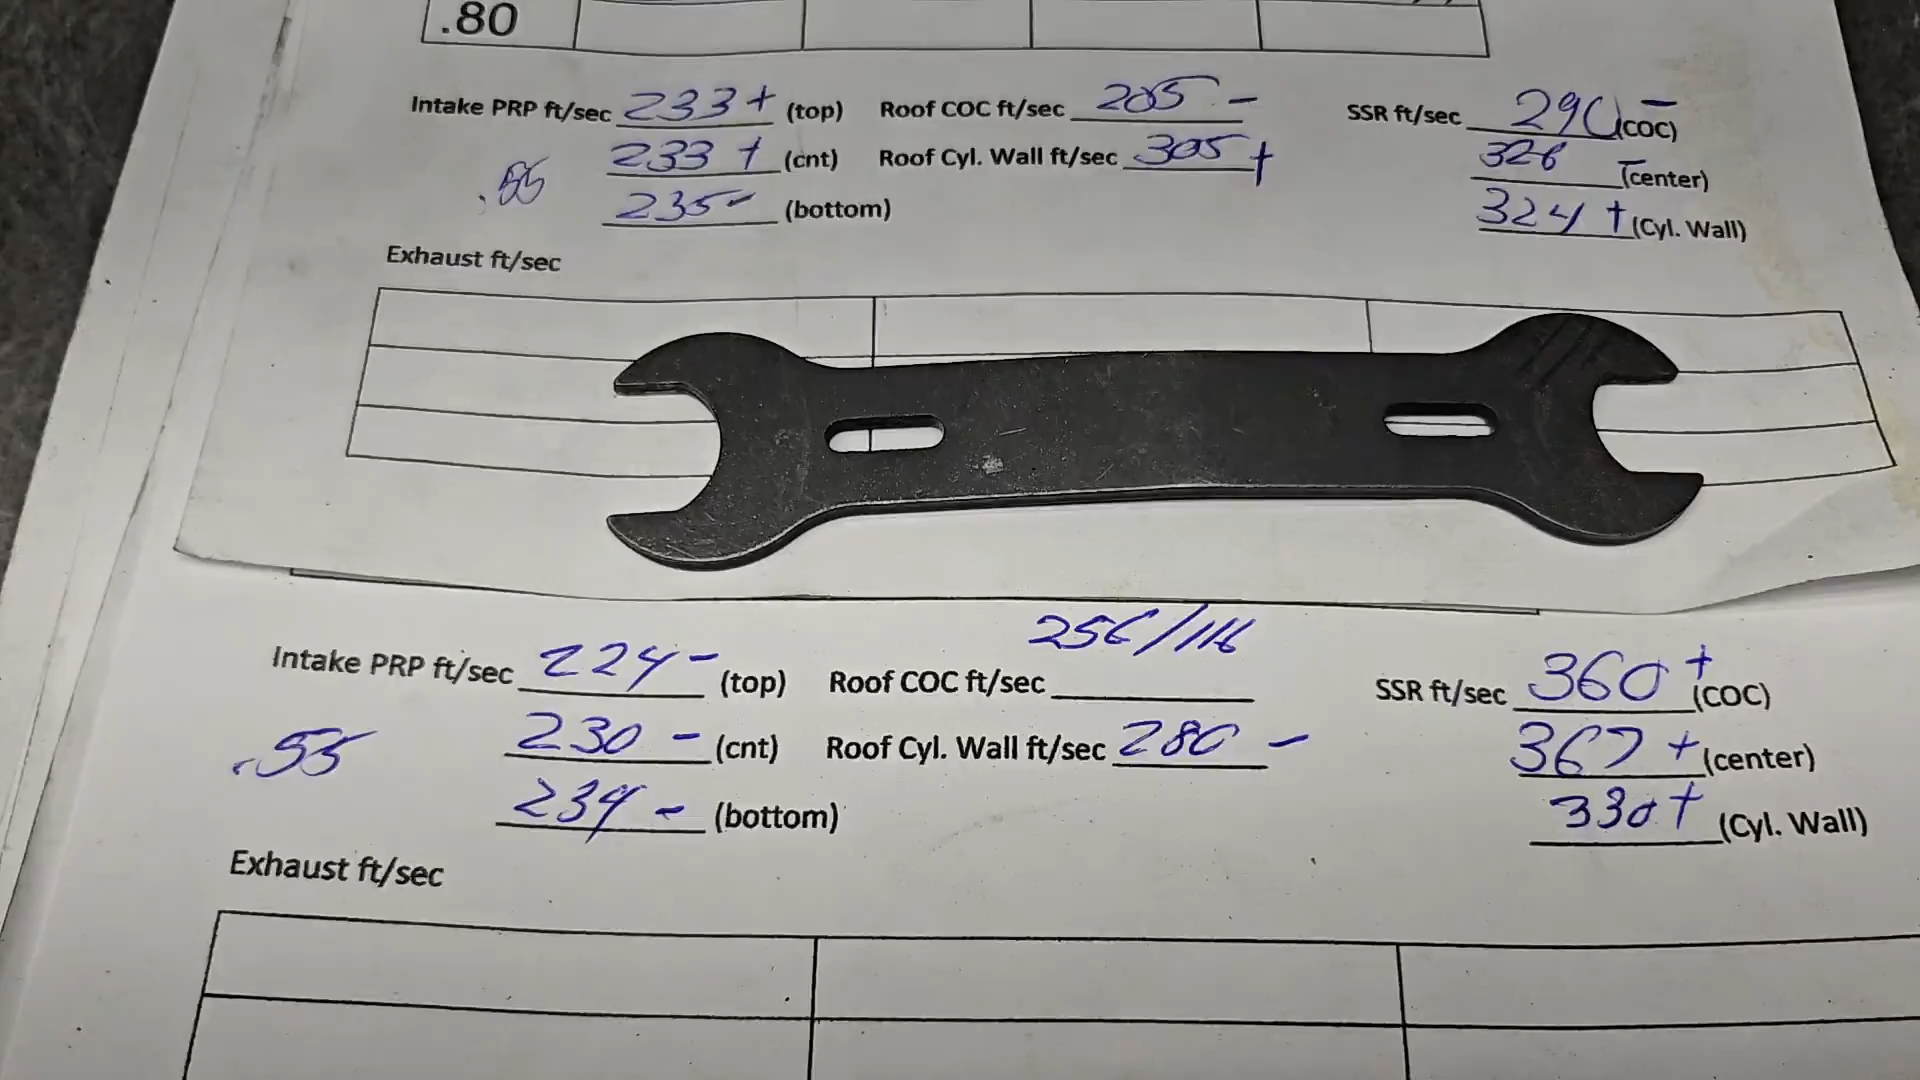 .80
Intake PRP ft/sec 233+ (top) Roof COC ft/sec 205 - SSR ft/sec 290 - (COC)
233 + (cnt) Roof Cyl. Wall ft/sec 305 + 326 - (center)
.55 235 - (bottom) 324 + (Cyl. Wall)
Exhaust ft/sec
256/116
Intake PRP ft/sec 224 - (top) Roof COC ft/sec SSR ft/sec 360 + (COC)
.55 230 - (cnt) Roof Cyl. Wall ft/sec 280 - 367 + (center)
234 - (bottom) 330 + (Cyl. Wall)
Exhaust ft/sec